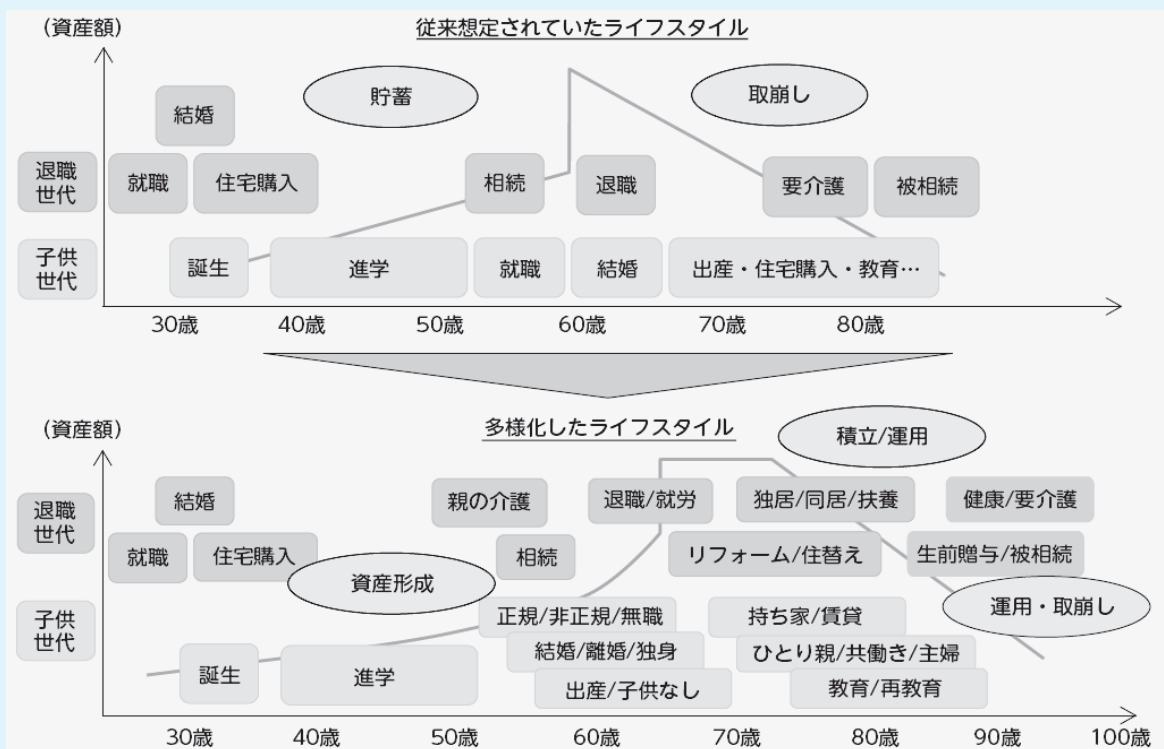 (資産額)
従来想定されていたライフスタイル
貯蓄
取崩し
結婚
退職
世代
就職
住宅購入
相続
退職
要介護
被相続
子供
世代
誕生
進学
就職
結婚
出産・住宅購入・教育…
30歳
40歳
50歳
60歳
70歳
80歳
(資産額)
多様化したライフスタイル
積立/運用
退職
世代
結婚
親の介護
退職/就労
独居/同居/扶養
健康/要介護
就職
住宅購入
相続
リフォーム/住替え
生前贈与/被相続
資産形成
運用・取崩し
子供
世代
正規/非正規/無職
持ち家/賃貸
結婚/離婚/独身
ひとり親/共働き/主婦
誕生
進学
出産/子供なし
教育/再教育
30歳
40歳
50歳
60歳
70歳
80歳
90歳
100歳